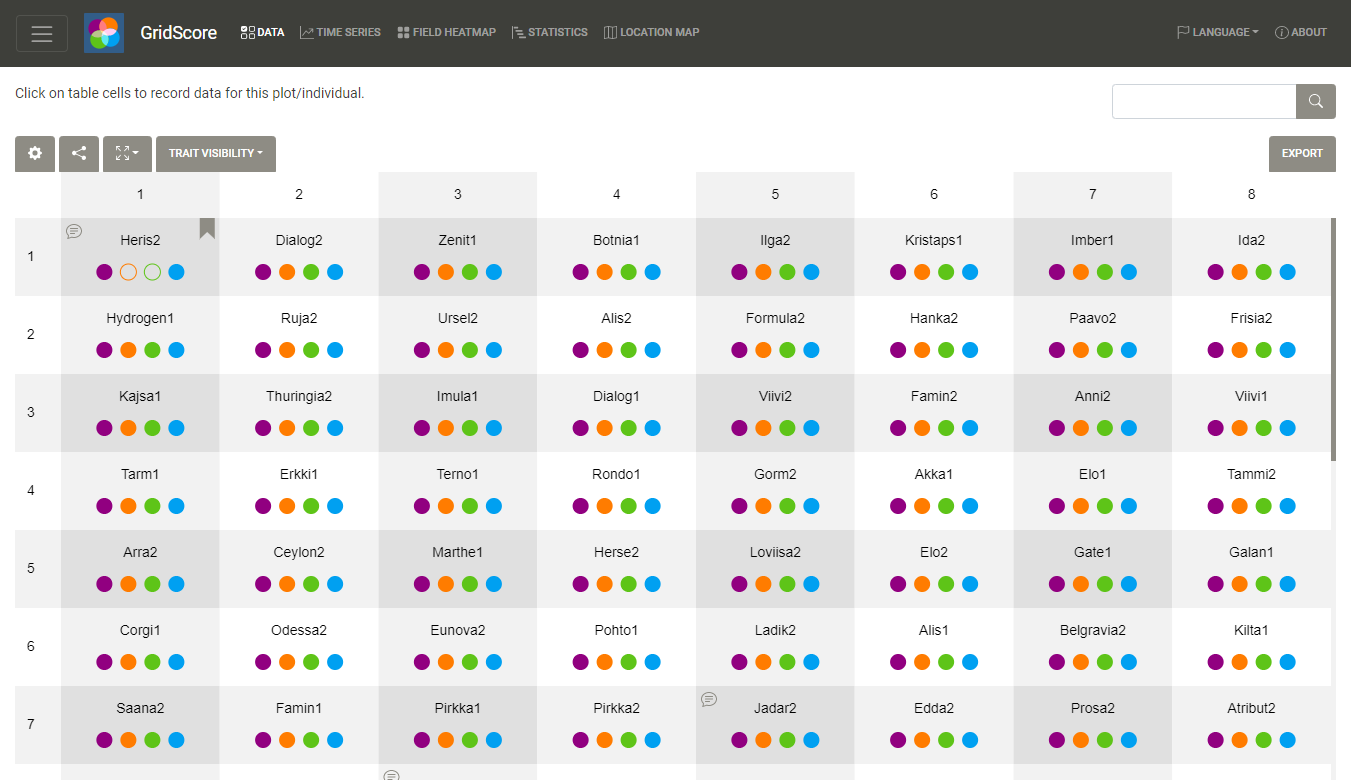 GridScore DATA TIME SERIES FIELD HEATMAP STATISTICS LOCATION MAP LANGUAGE ABOUT
Click on table cells to record data for this plot/individual.
TRAIT VISIBILITY EXPORT
1 2 3 4 5 6 7 8
1 Heris2 Dialog2 Zenit1 Botnia1 Ilga2 Kristaps1 Imber1 Ida2
2 Hydrogen1 Ruja2 Ursel2 Alis2 Formula2 Hanka2 Paavo2 Frisia2
3 Kajsa1 Thuringia2 Imula1 Dialog1 Viivi2 Famin2 Anni2 Viivi1
4 Tarm1 Erkki1 Terno1 Rondo1 Gorm2 Akka1 Elo1 Tammi2
5 Arra2 Ceylon2 Marthe1 Herse2 Loviisa2 Elo2 Gate1 Galan1
6 Corgi1 Odessa2 Eunova2 Pohto1 Ladik2 Alis1 Belgravia2 Kilta1
7 Saana2 Famin1 Pirkka1 Pirkka2 Jadar2 Edda2 Prosa2 Atribut2